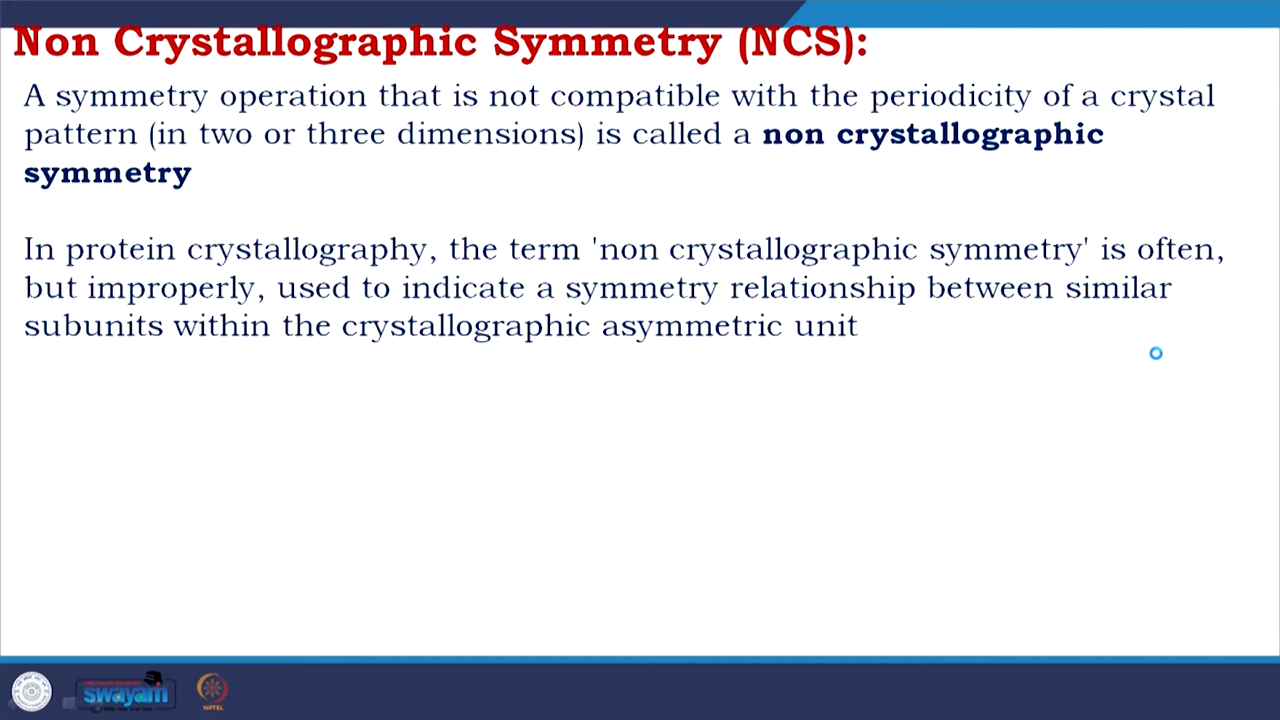 Non Crystallographic Symmetry (NCS):
A symmetry operation that is not compatible with the periodicity of a crystal
pattern (in two or three dimensions) is called a non crystallographic
symmetry
In protein crystallography, the term 'non crystallographic symmetry' is often,
but improperly, used to indicate a symmetry relationship between similar
subunits within the crystallographic asymmetric unit
swayam
NPTEL